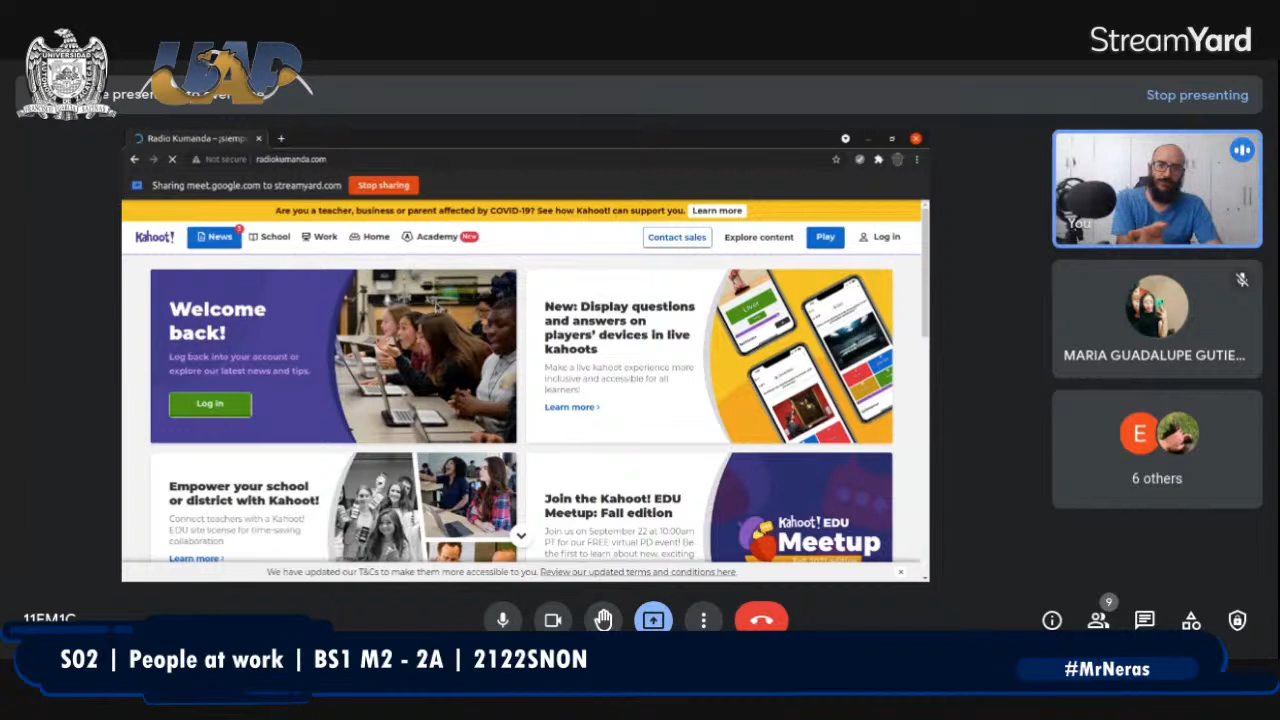 StreamYard
UNIVERSIDAD
UEAP
Stop presenting
Radio Kumanda – ¡siemp
Not secure radiokumanda.com
Sharing meet.google.com to streamyard.com Stop sharing
Are you a teacher, business or parent affected by COVID-19? See how Kahoot! can support you. Learn more
Kahoot! News School Work Home Academy New Contact sales Explore content Play Log in
Welcome
back!
Log back into your account or
explore our latest news and tips.
Log in
New: Display questions
and answers on
players' devices in live
kahoots
Make a live kahoot experience more
inclusive and accessible for all
learners!
Learn more ›
Empower your school
or district with Kahoot!
Connect teachers with a Kahoot!
EDU site license for time-saving
collaboration
Learn more ›
Join the Kahoot! EDU
Meetup: Fall edition
Join us on September 22 at 10:00am
PT for our FREE virtual PD event! Be
the first to learn about new, exciting
Kahoot! EDU
Meetup
We have updated our T&Cs to make them more accessible to you. Review our updated terms and conditions here.
You
MARIA GUADALUPE GUTIE...
E
6 others
9
11EM1C
S02 | People at work | BS1 M2 - 2A | 2122SNON
#MrNeras